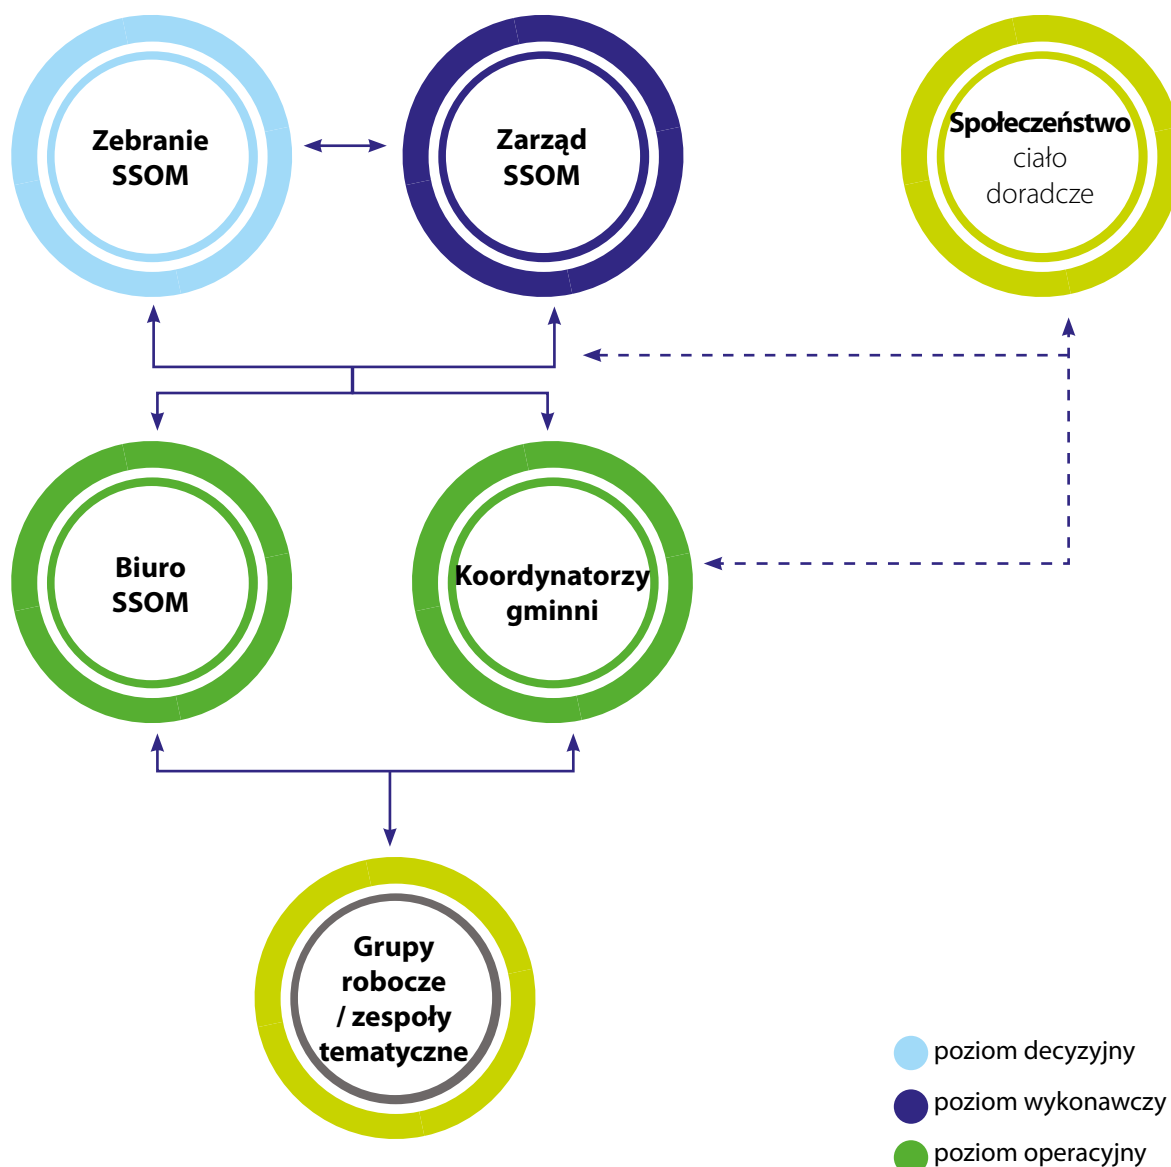 Zebranie
SSOM
Zarząd
SSOM
Społeczeństwo
ciało
doradcze
Biuro
SSOM
Koordynatorzy
gminni
Grupy
robocze
/ zespoły
tematyczne
poziom decyzyjny
poziom wykonawczy
poziom operacyjny